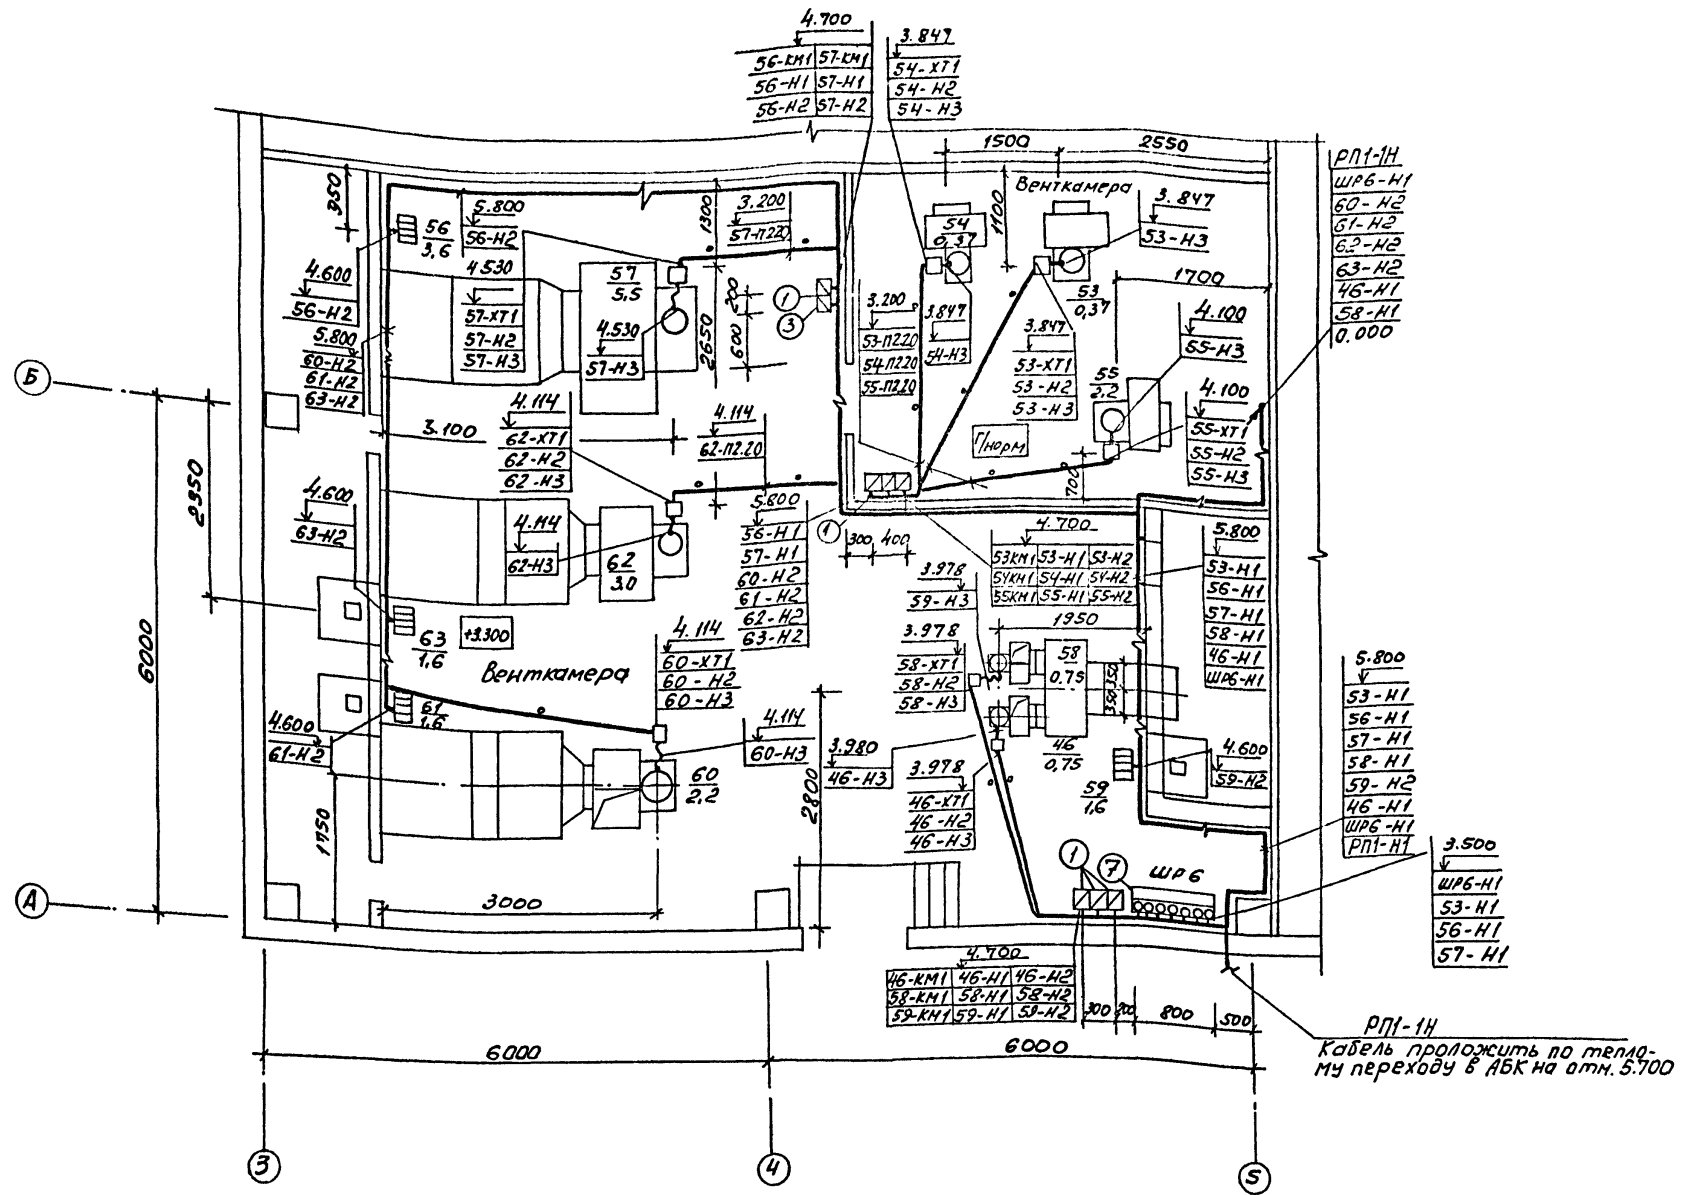 4.700
56-КМ1 57-КМ1
56-Н1 57-Н1
56-Н2 57-Н2
3.847
54-ХТ1
54-Н2
54-Н3
1500
2550
РП1-1Н
ШР6-Н1
60-Н2
61-Н2
62-Н2
63-Н2
46-Н1
58-Н1
0.000
950
56
3,6
5.800
56-Н2
1300
3.200
57-П2.20
Венткамера
1400
54
0,37
3.847
53-Н3
53
0,37
1700
4.600
56-Н2
4.530
57-ХТ1
57-Н2
57-Н3
57
5,5
4.530
57-Н3
2650
200
600
1
3
3.200
53-П2.20
54-П2.20
55-П2.20
3.847
54-Н3
3.847
53-ХТ1
53-Н2
53-Н3
4.100
55-Н3
5.800
60-Н2
61-Н2
63-Н2
Б
3.100
4.114
62-ХТ1
62-Н2
62-Н3
4.114
62-П2.20
55
2,2
Г/норм
700
4.100
55-ХТ1
55-Н2
55-Н3
2350
6000
4.600
63-Н2
4.114
62-Н3
62
3.0
5.800
56-Н1
57-Н1
60-Н2
61-Н2
62-Н2
63-Н2
1
300
400
4.700
53КМ1 53-Н1 53-Н2
54КМ1 54-Н1 54-Н2
55КМ1 55-Н1 55-Н2
5.800
53-Н1
56-Н1
57-Н1
58-Н1
46-Н1
ШР6-Н1
3.978
59-Н3
1950
63
1,6
+3.300
Венткамера
4.114
60-ХТ1
60-Н2
60-Н3
3.978
58-ХТ1
58-Н2
58-Н3
58
0.75
350
350
5.800
53-Н1
56-Н1
57-Н1
58-Н1
59-Н2
46-Н1
ШР6-Н1
РП1-Н1
61
1,6
4.600
61-Н2
4.114
60-Н3
3.980
46-Н3
46
0,75
4.600
59-Н2
59
1,6
60
2,2
2800
3.978
46-ХТ1
46-Н2
46-Н3
1750
1
7
ШР6
3.500
ШР6-Н1
53-Н1
56-Н1
57-Н1
А
3000
4.700
46-КМ1 46-Н1 46-Н2
58-КМ1 58-Н1 58-Н2
59-КМ1 59-Н1 59-Н2
300
200
800
500
РП1-1Н
Кабель проложить по тепло-
му переходу в АБК на отм. 5.700
6000
6000
3
4
5